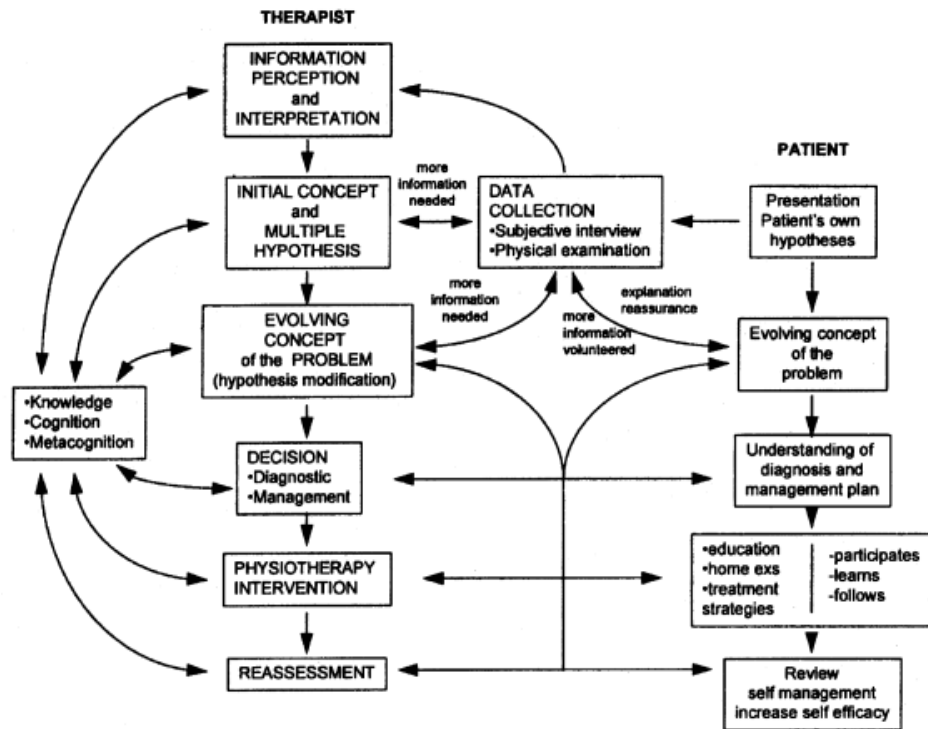 THERAPIST
INFORMATION
PERCEPTION
and
INTERPRETATION
PATIENT
more
information
needed
INITIAL CONCEPT
and
MULTIPLE
HYPOTHESIS
DATA
COLLECTION
•Subjective interview
•Physical examination
Presentation
Patient's own
hypotheses
more
information
needed
explanation
reassurance
more
information
volunteered
EVOLVING
CONCEPT
of the PROBLEM
(hypothesis modification)
Evolving concept
of the
problem
•Knowledge
•Cognition
•Metacognition
DECISION
•Diagnostic
•Management
Understanding of
diagnosis and
management plan
PHYSIOTHERAPY
INTERVENTION
•education
•home exs
•treatment
strategies
-participates
-learns
-follows
REASSESSMENT
Review
self management
increase self efficacy